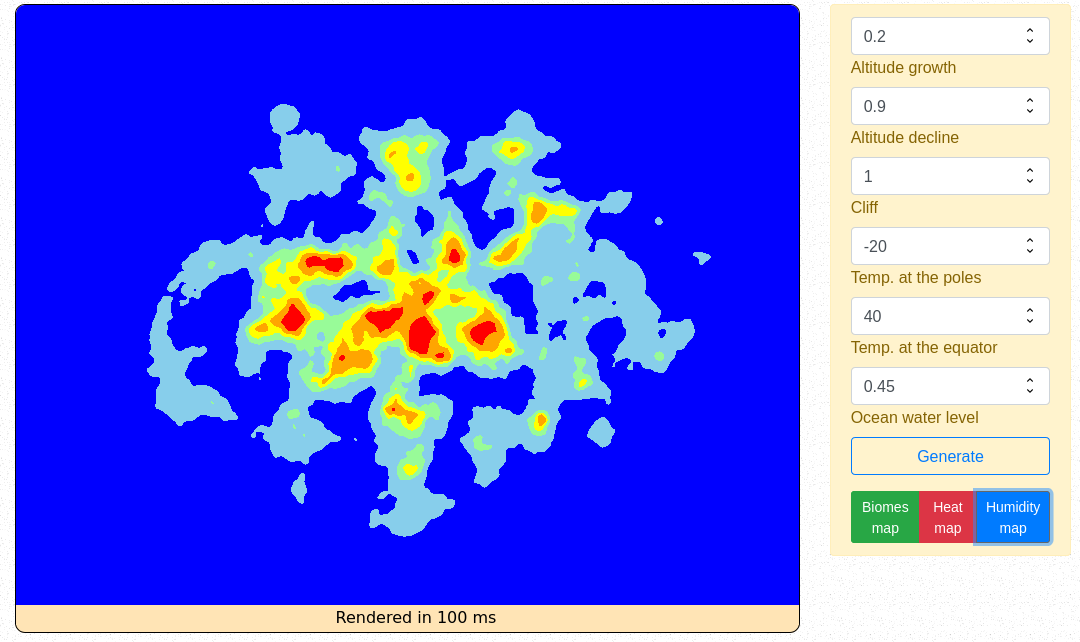 0.2
Altitude growth
0.9
Altitude decline
1
Cliff
-20
Temp. at the poles
40
Temp. at the equator
0.45
Ocean water level
Generate
Biomes
map
Heat
map
Humidity
map
Rendered in 100 ms